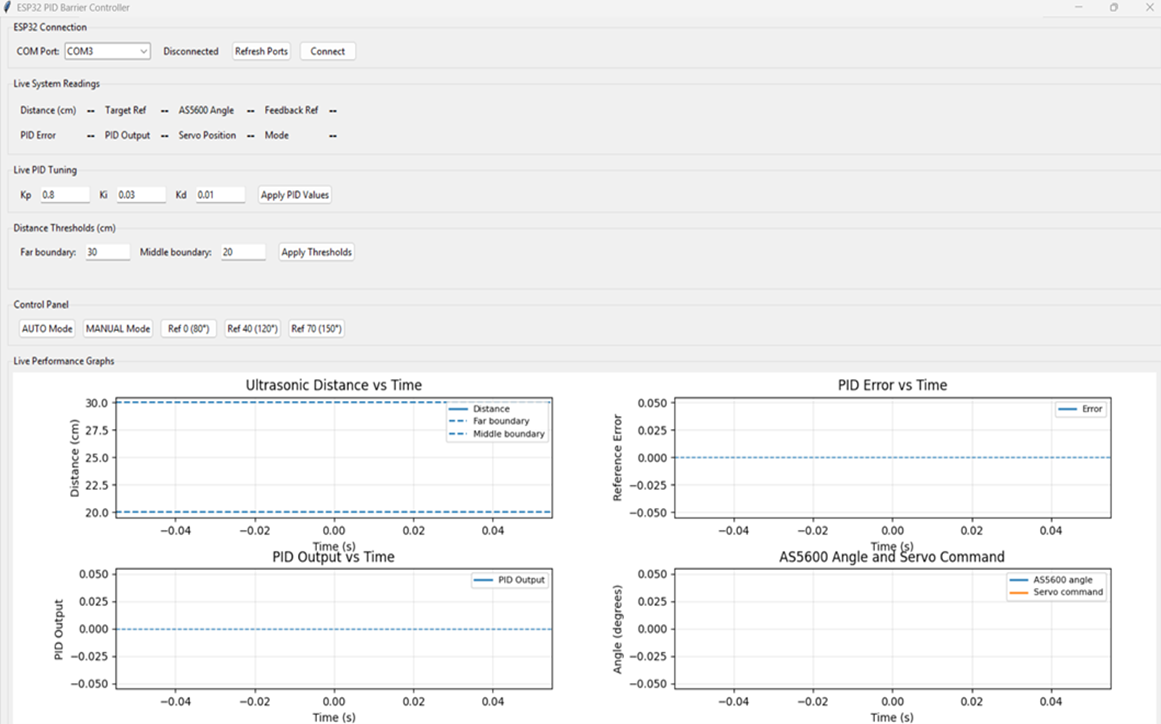 ESP32 PID Barrier Controller
ESP32 Connection
COM Port: COM3 Disconnected Refresh Ports Connect
Live System Readings
Distance (cm) -- Target Ref -- AS5600 Angle -- Feedback Ref --
PID Error -- PID Output -- Servo Position -- Mode --
Live PID Tuning
Kp 0.8 Ki 0.03 Kd 0.01 Apply PID Values
Distance Thresholds (cm)
Far boundary: 30 Middle boundary: 20 Apply Thresholds
Control Panel
AUTO Mode MANUAL Mode Ref 0 (80°) Ref 40 (120°) Ref 70 (150°)
Live Performance Graphs
Ultrasonic Distance vs Time
Distance (cm)
30.0
27.5
25.0
22.5
20.0
Distance
Far boundary
Middle boundary
−0.04 −0.02 0.00 0.02 0.04
Time (s)
PID Error vs Time
Reference Error
0.050
0.025
0.000
−0.025
−0.050
Error
−0.04 −0.02 0.00 0.02 0.04
Time (s)
PID Output vs Time
PID Output
0.050
0.025
0.000
−0.025
−0.050
PID Output
−0.04 −0.02 0.00 0.02 0.04
Time (s)
AS5600 Angle and Servo Command
Angle (degrees)
0.050
0.025
0.000
−0.025
−0.050
AS5600 angle
Servo command
−0.04 −0.02 0.00 0.02 0.04
Time (s)